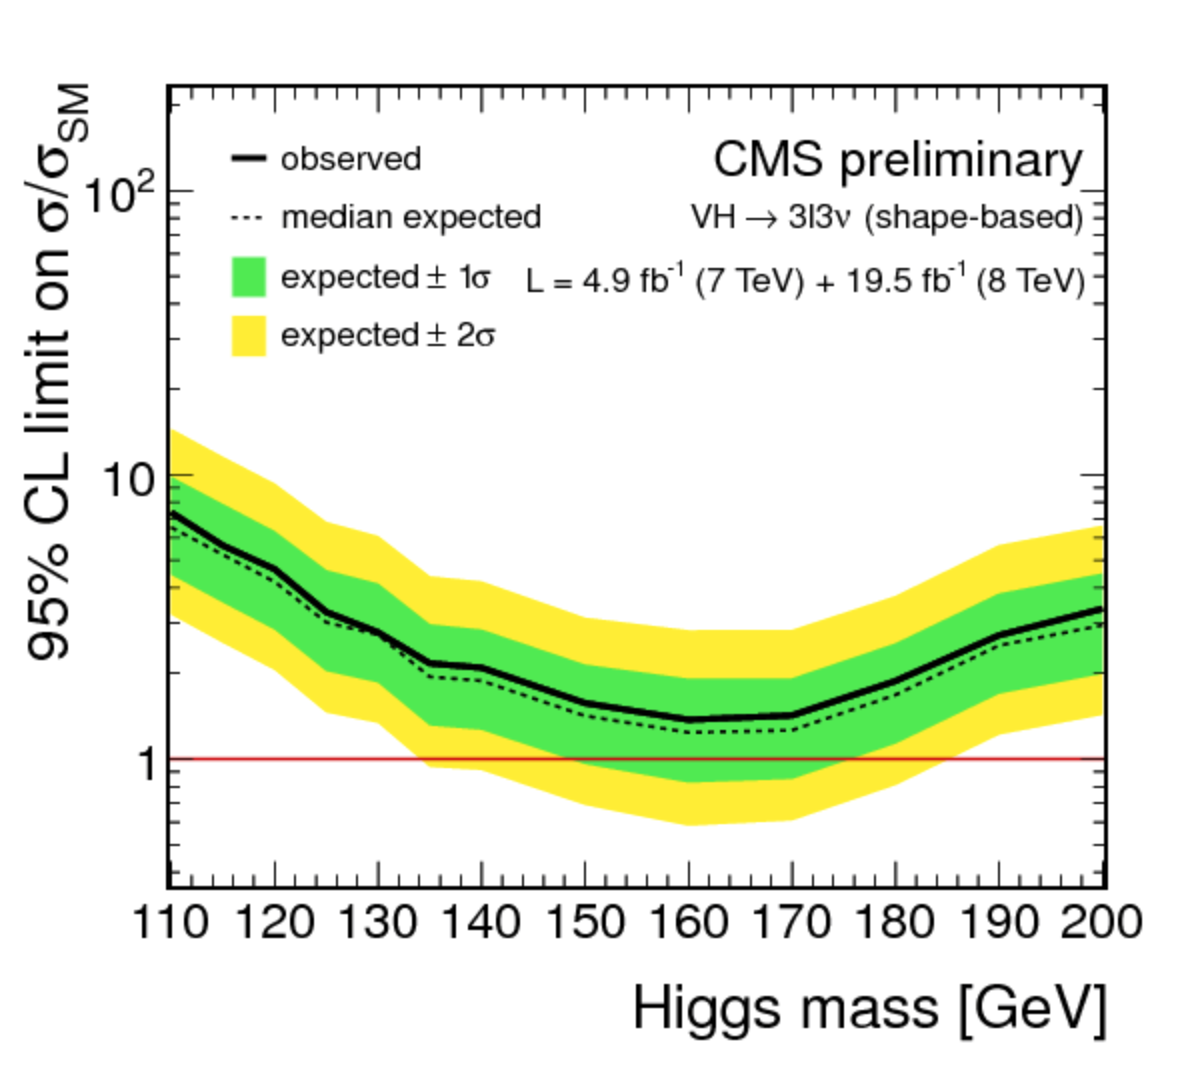 95% CL limit on σ/σSM
10²
10
1
observed
median expected
expected ± 1σ
expected ± 2σ
CMS preliminary
VH → 3l3ν (shape-based)
L = 4.9 fb⁻¹ (7 TeV) + 19.5 fb⁻¹ (8 TeV)
110 120 130 140 150 160 170 180 190 200
Higgs mass [GeV]